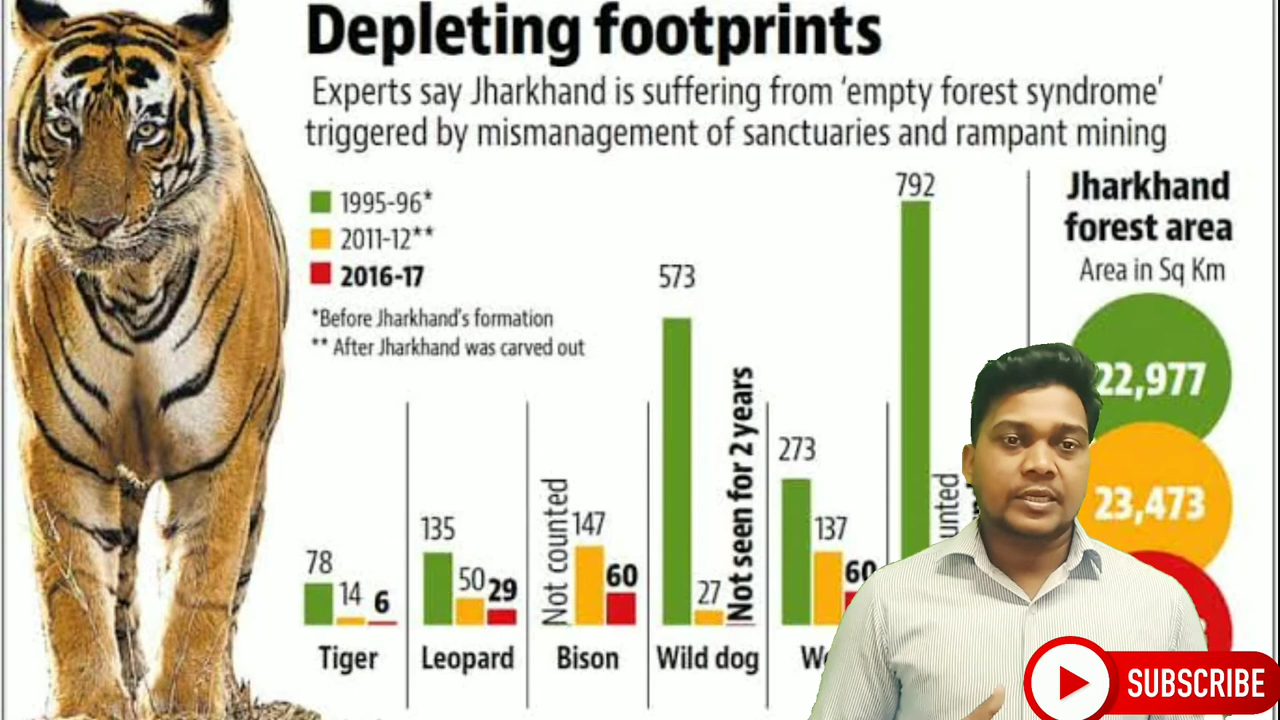 Depleting footprints
Experts say Jharkhand is suffering from ‘empty forest syndrome’
triggered by mismanagement of sanctuaries and rampant mining
1995-96*
2011-12**
2016-17
*Before Jharkhand's formation
** After Jharkhand was carved out
78
14
6
Tiger
135
50
29
Leopard
Not counted
147
60
Bison
573
27
Not seen for 2 years
Wild dog
273
137
60
792
Jharkhand
forest area
Area in Sq Km
22,977
23,473
SUBSCRIBE